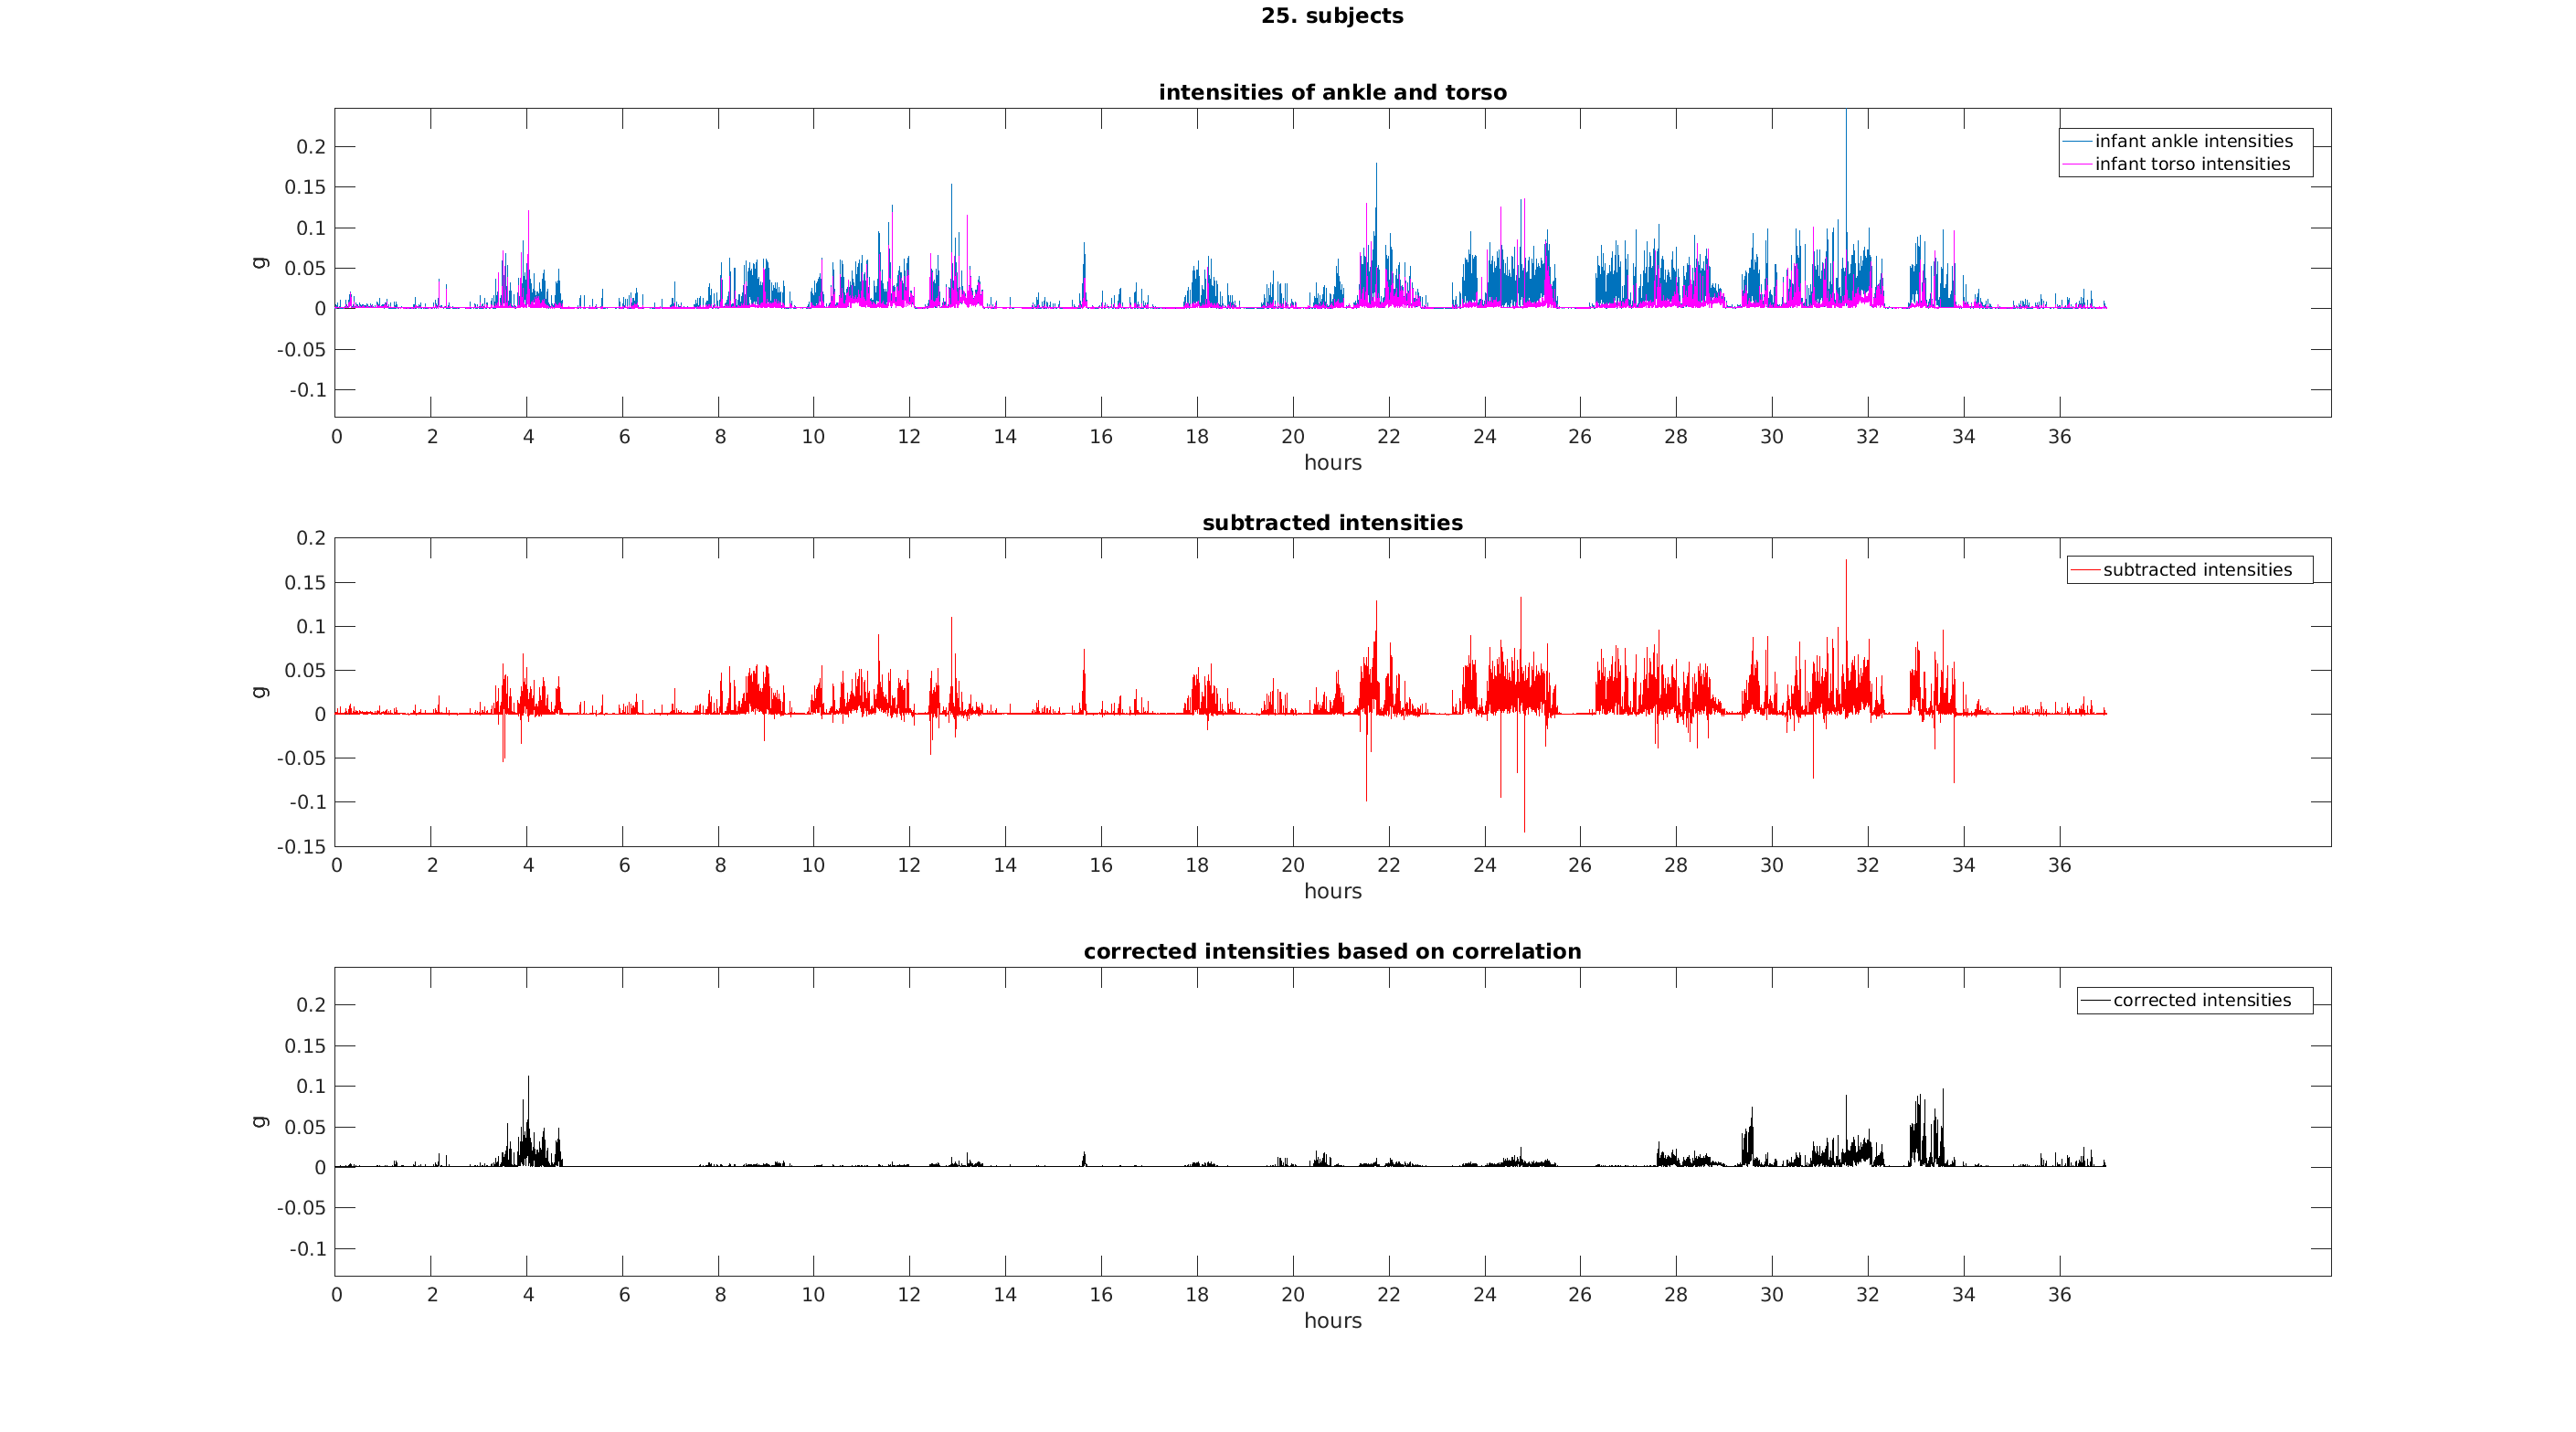 25. subjects
intensities of ankle and torso
infant ankle intensities
infant torso intensities
0.2
0.15
0.1
0.05
0
-0.05
-0.1
g
0 2 4 6 8 10 12 14 16 18 20 22 24 26 28 30 32 34 36
hours
subtracted intensities
subtracted intensities
0.2
0.15
0.1
0.05
0
-0.05
-0.1
-0.15
g
0 2 4 6 8 10 12 14 16 18 20 22 24 26 28 30 32 34 36
hours
corrected intensities based on correlation
corrected intensities
0.2
0.15
0.1
0.05
0
-0.05
-0.1
g
0 2 4 6 8 10 12 14 16 18 20 22 24 26 28 30 32 34 36
hours